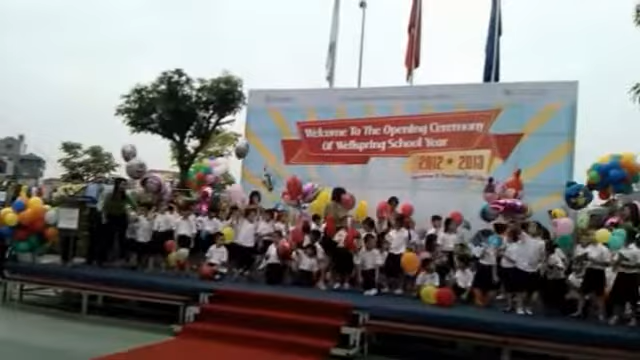 Welcome To The Opening Ceremony
Of Wellspring School Year
2012 * 2013